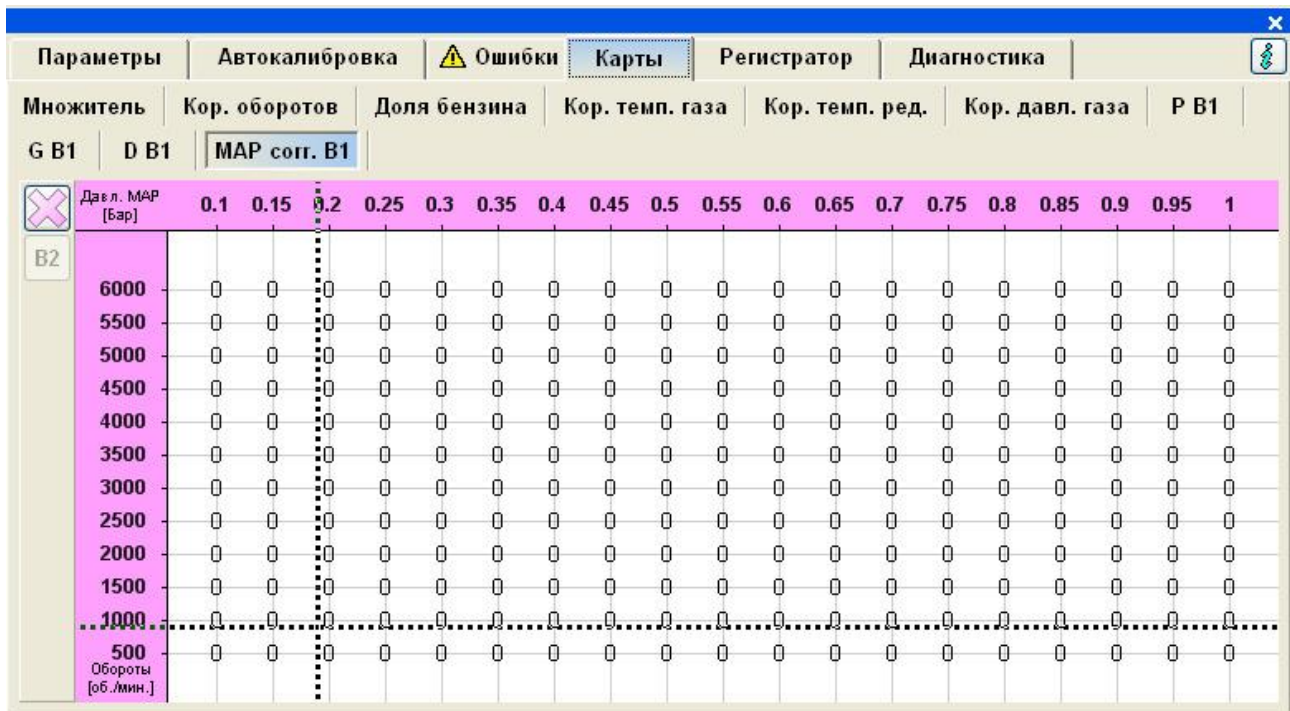 Параметры Автокалибровка Ошибки Карты Регистратор Диагностика
Множитель Кор. оборотов Доля бензина Кор. темп. газа Кор. темп. ред. Кор. давл. газа P B1
G B1 D B1 MAP corr. B1
Давл. МАР 0.1 0.15 0.2 0.25 0.3 0.35 0.4 0.45 0.5 0.55 0.6 0.65 0.7 0.75 0.8 0.85 0.9 0.95 1
[Бар]
B2
6000 0 0 0 0 0 0 0 0 0 0 0 0 0 0 0 0 0 0 0
5500 0 0 0 0 0 0 0 0 0 0 0 0 0 0 0 0 0 0 0
5000 0 0 0 0 0 0 0 0 0 0 0 0 0 0 0 0 0 0 0
4500 0 0 0 0 0 0 0 0 0 0 0 0 0 0 0 0 0 0 0
4000 0 0 0 0 0 0 0 0 0 0 0 0 0 0 0 0 0 0 0
3500 0 0 0 0 0 0 0 0 0 0 0 0 0 0 0 0 0 0 0
3000 0 0 0 0 0 0 0 0 0 0 0 0 0 0 0 0 0 0 0
2500 0 0 0 0 0 0 0 0 0 0 0 0 0 0 0 0 0 0 0
2000 0 0 0 0 0 0 0 0 0 0 0 0 0 0 0 0 0 0 0
1500 0 0 0 0 0 0 0 0 0 0 0 0 0 0 0 0 0 0 0
1000 0 0 0 0 0 0 0 0 0 0 0 0 0 0 0 0 0 0 0
500 0 0 0 0 0 0 0 0 0 0 0 0 0 0 0 0 0 0 0
Обороты
[об./мин.]